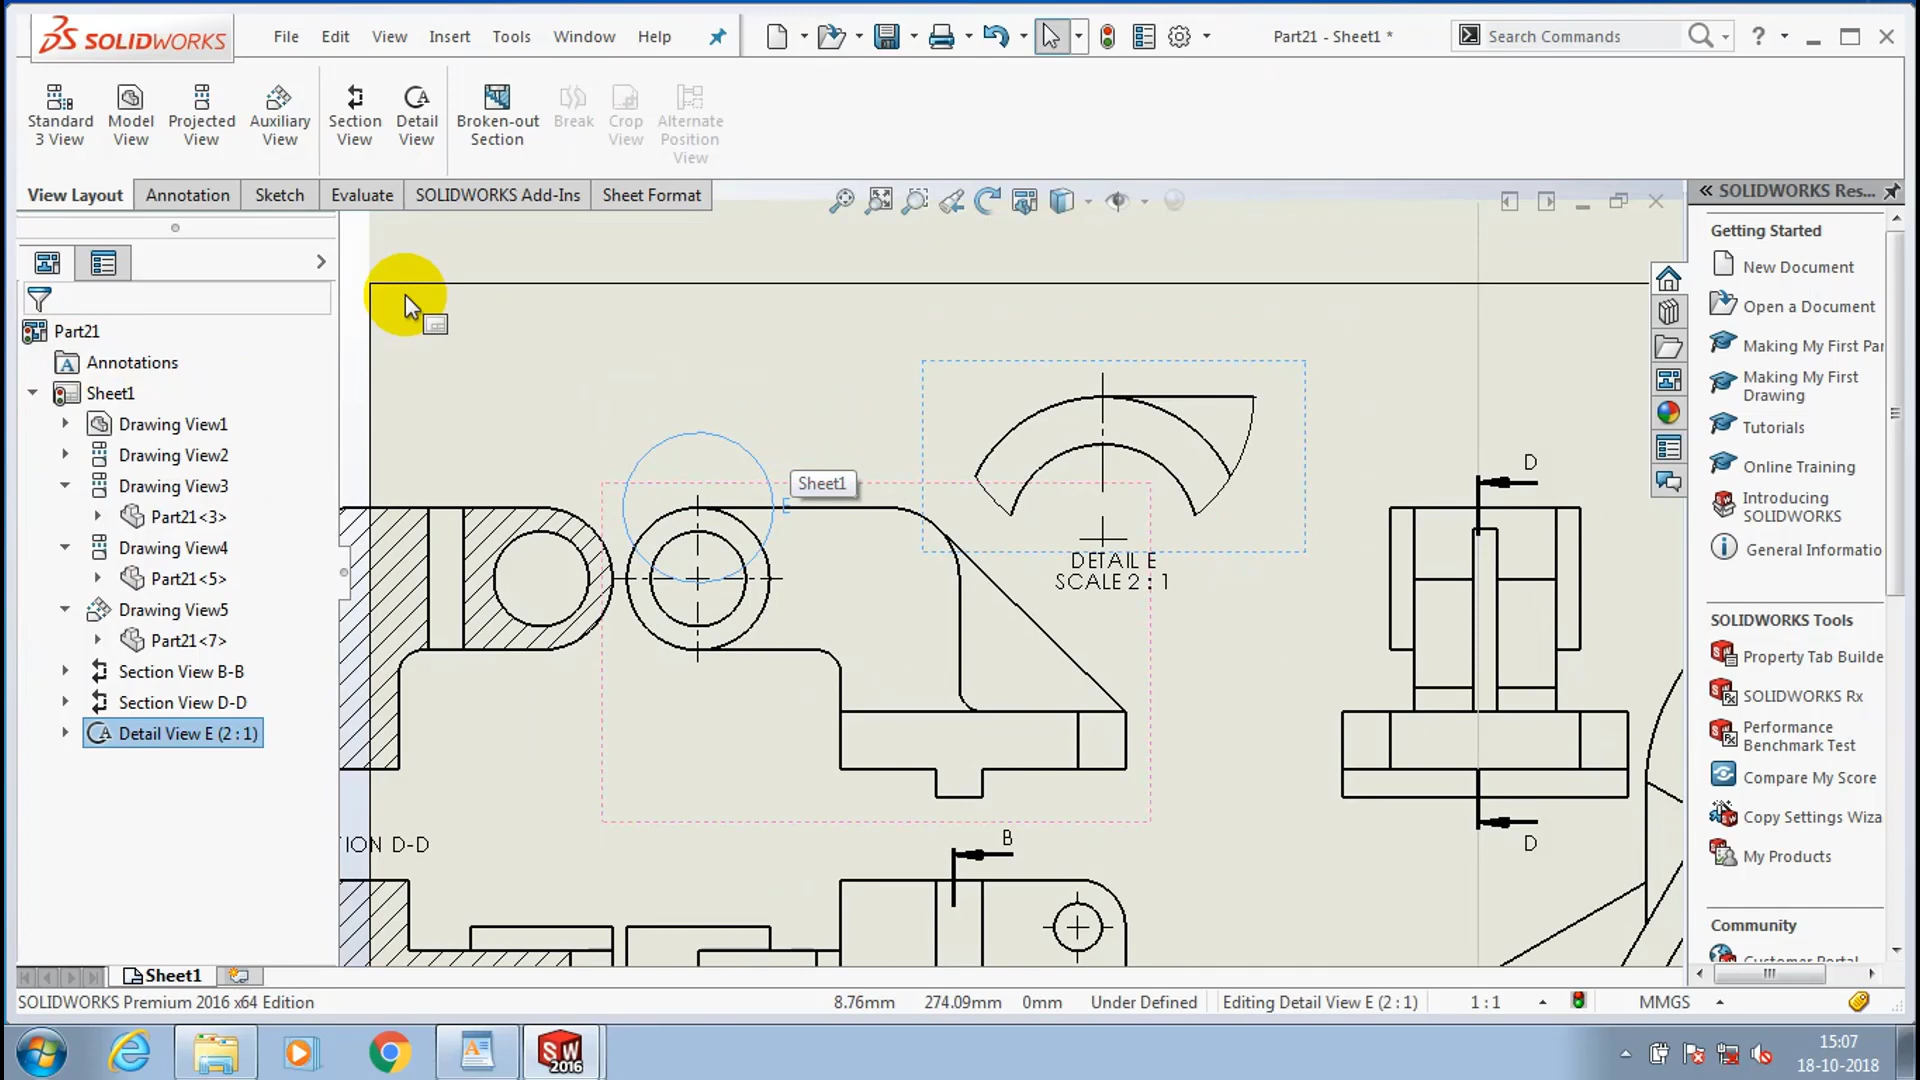 SOLIDWORKS
File Edit View Insert Tools Window Help
Part21 - Sheet1 *
Search Commands
Standard 3 View
Model View
Projected View
Auxiliary View
Section View
Detail View
Broken-out Section
Break
Crop View
Alternate Position View
View Layout Annotation Sketch Evaluate SOLIDWORKS Add-Ins Sheet Format
Part21
Annotations
Sheet1
Drawing View1
Drawing View2
Drawing View3
Part21<3>
Drawing View4
Part21<5>
Drawing View5
Part21<7>
Section View B-B
Section View D-D
Detail View E (2 : 1)
Sheet1
E
DETAIL E
SCALE 2 : 1
D
D
TION D-D
B
SOLIDWORKS Res...
Getting Started
New Document
Open a Document
Making My First Par
Making My First Drawing
Tutorials
Online Training
Introducing SOLIDWORKS
General Informatio
SOLIDWORKS Tools
Property Tab Builde
SOLIDWORKS Rx
Performance Benchmark Test
Compare My Score
Copy Settings Wiza
My Products
Community
Customer Portal
Sheet1
SOLIDWORKS Premium 2016 x64 Edition
8.76mm 274.09mm 0mm Under Defined Editing Detail View E (2 : 1) 1 : 1 MMGS
SW 2016
15:07
18-10-2018